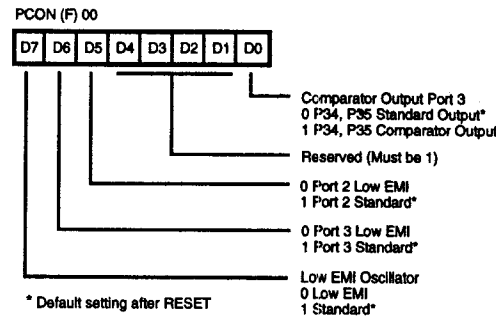 PCON (F) 00
D7 D6 D5 D4 D3 D2 D1 D0
Comparator Output Port 3
0 P34, P35 Standard Output*
1 P34, P35 Comparator Output
Reserved (Must be 1)
0 Port 2 Low EMI
1 Port 2 Standard*
0 Port 3 Low EMI
1 Port 3 Standard*
Low EMI Oscillator
0 Low EMI
1 Standard*
* Default setting after RESET